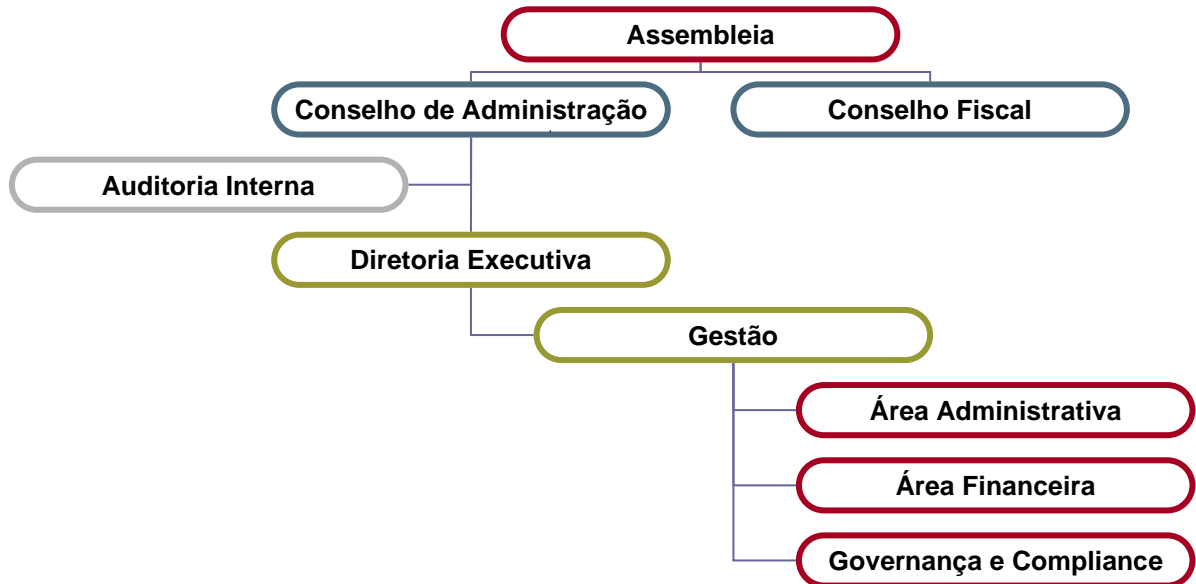 Assembleia
Conselho de Administração
Conselho Fiscal
Auditoria Interna
Diretoria Executiva
Gestão
Área Administrativa
Área Financeira
Governança e Compliance